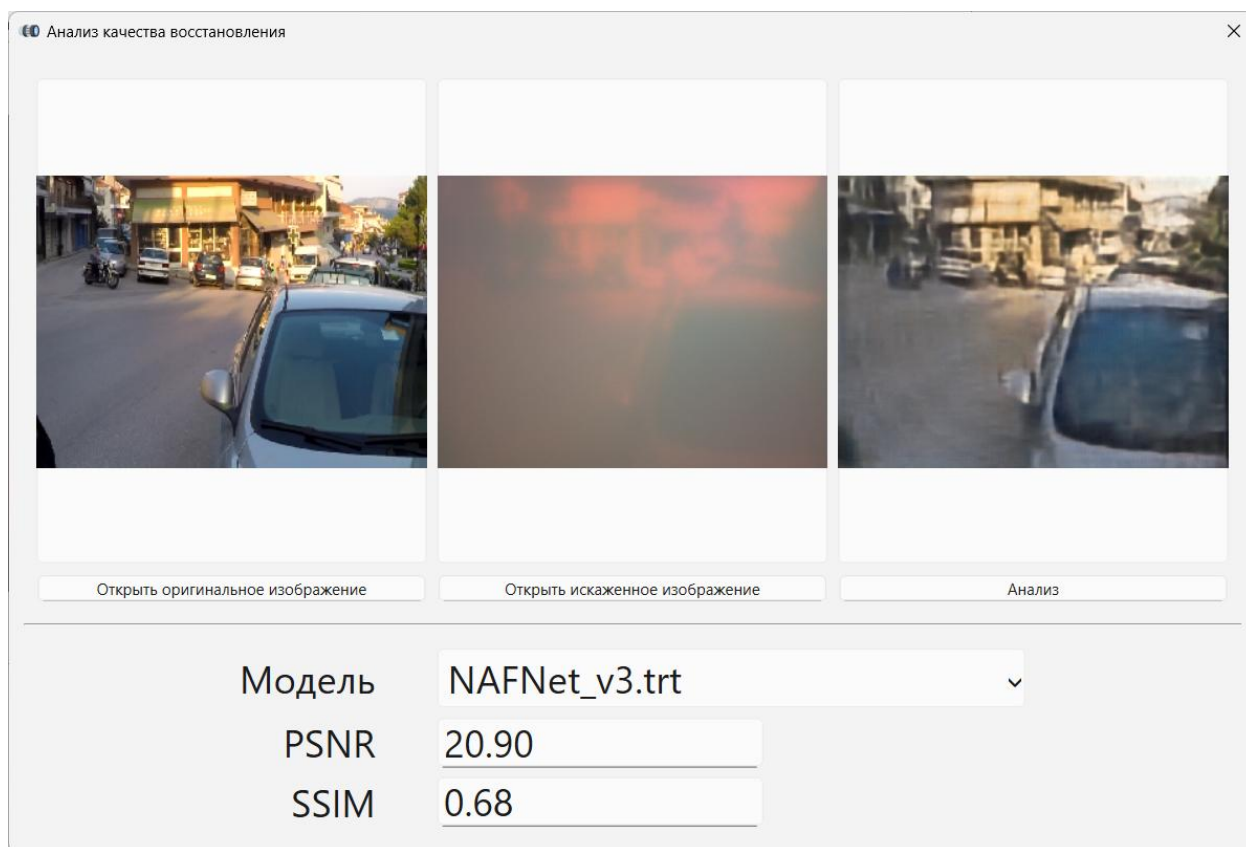 Анализ качества восстановления
Открыть оригинальное изображение
Открыть искаженное изображение
Анализ
Модель NAFNet_v3.trt
PSNR 20.90
SSIM 0.68